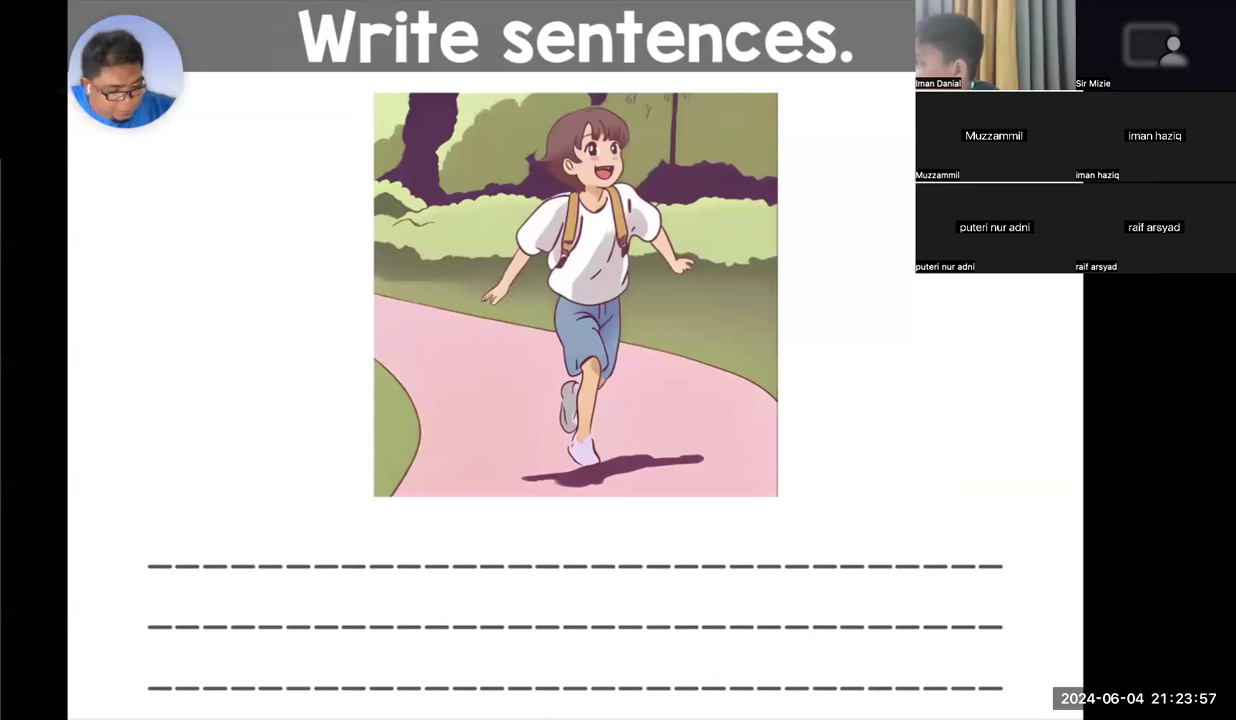 Write sentences.
Iman Danial
Sir Mizie
Muzzammil
iman haziq
Muzzammil
iman haziq
puteri nur adni
raif arsyad
puteri nur adni
raif arsyad
2024-06-04 21:23:57